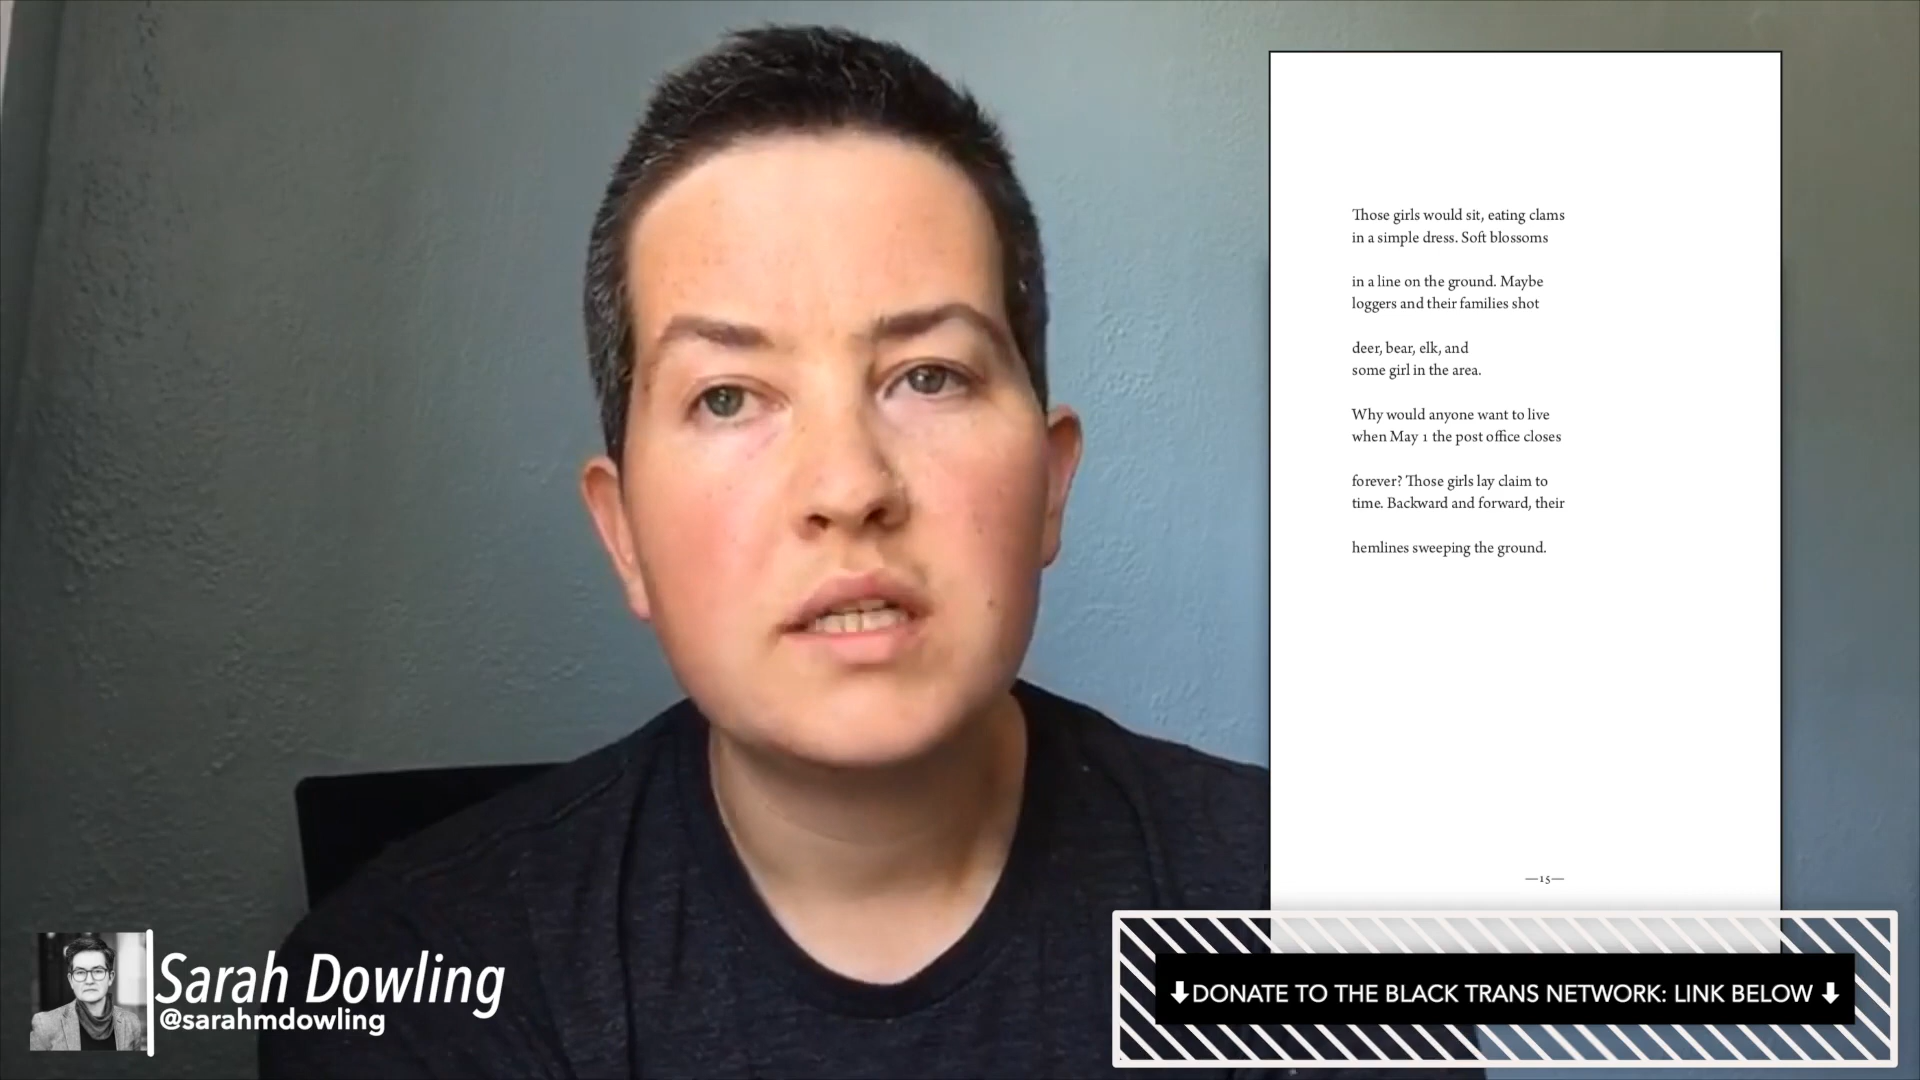 Those girls would sit, eating clams
in a simple dress. Soft blossoms
in a line on the ground. Maybe
loggers and their families shot
deer, bear, elk, and
some girl in the area.
Why would anyone want to live
when May 1 the post office closes
forever? Those girls lay claim to
time. Backward and forward, their
hemlines sweeping the ground.
—15—
Sarah Dowling
@sarahmdowling
⬇DONATE TO THE BLACK TRANS NETWORK: LINK BELOW ⬇